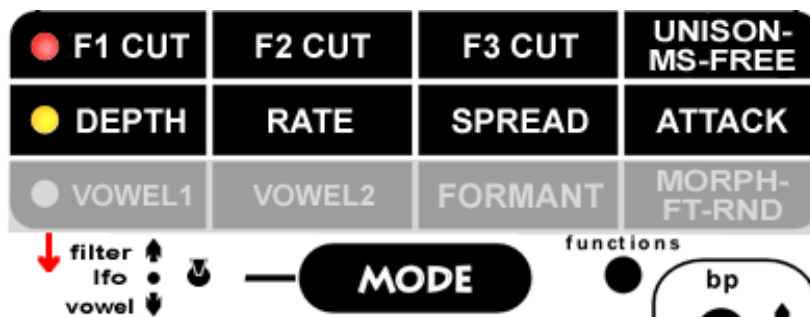 F1 CUT F2 CUT F3 CUT UNISON-
MS-FREE
DEPTH RATE SPREAD ATTACK
VOWEL1 VOWEL2 FORMANT MORPH-
FT-RND
filter
lfo
vowel
MODE
functions
bp